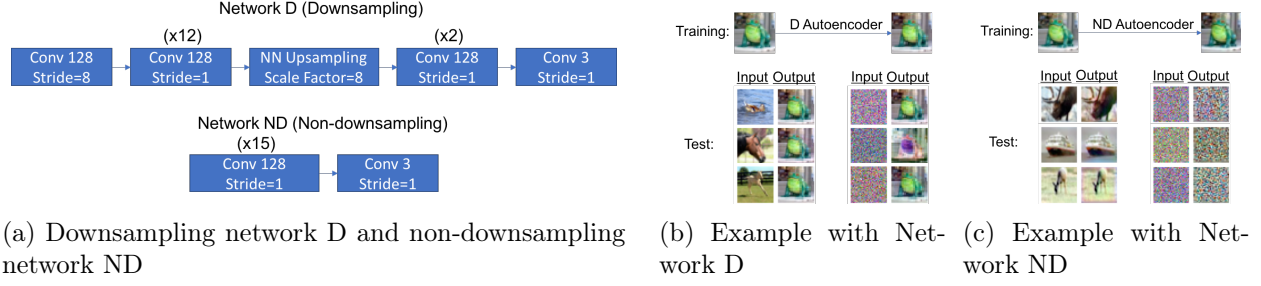 Network D (Downsampling)
(x12)
(x2)
Conv 128
Stride=8
Conv 128
Stride=1
NN Upsampling
Scale Factor=8
Conv 128
Stride=1
Conv 3
Stride=1
Network ND (Non-downsampling)
(x15)
Conv 128
Stride=1
Conv 3
Stride=1
(a) Downsampling network D and non-downsampling
network ND
Training:
D Autoencoder
Input Output
Input Output
Test:
(b) Example with Net-
work D
Training:
ND Autoencoder
Input Output
Input Output
Test:
(c) Example with Net-
work ND